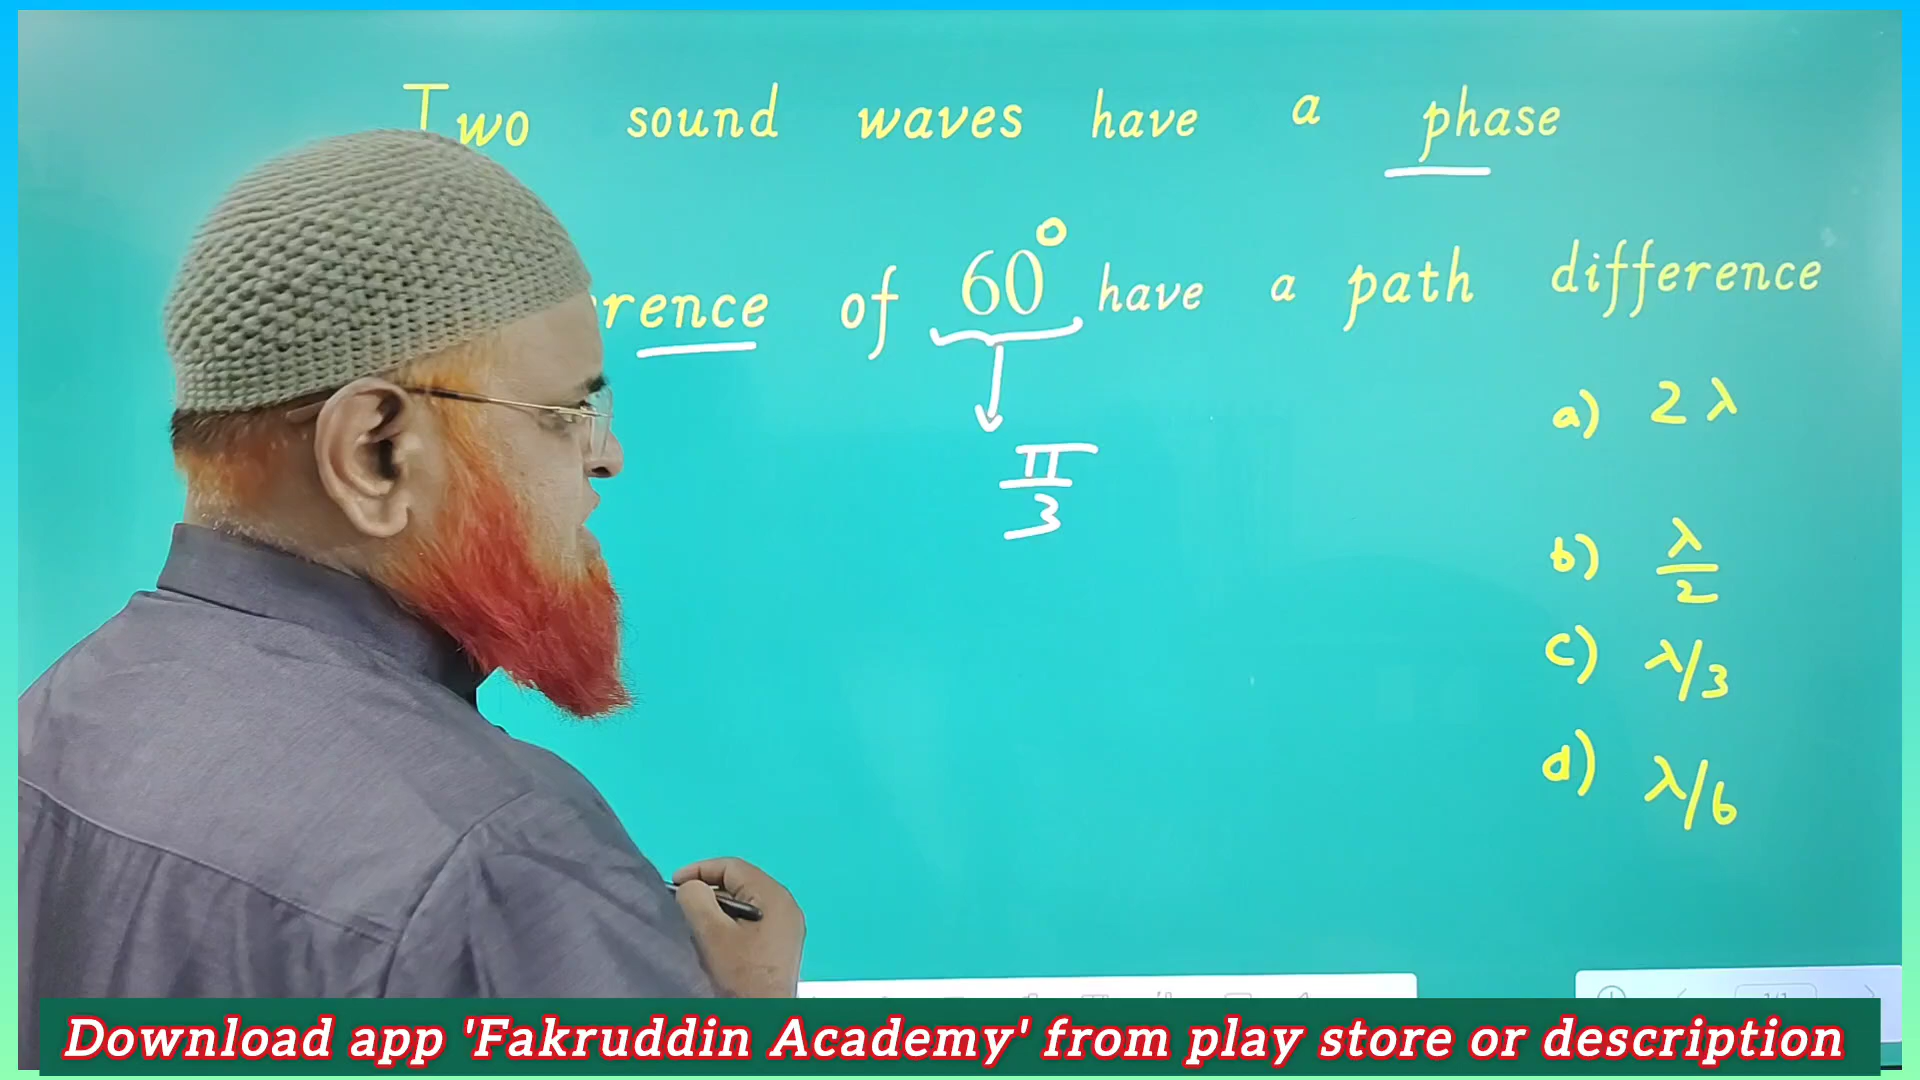 Two sound waves have a phase
rence of 60° have a path difference
π/3
a) 2λ
b) λ/2
c) λ/3
d) λ/6
Download app 'Fakruddin Academy' from play store or description